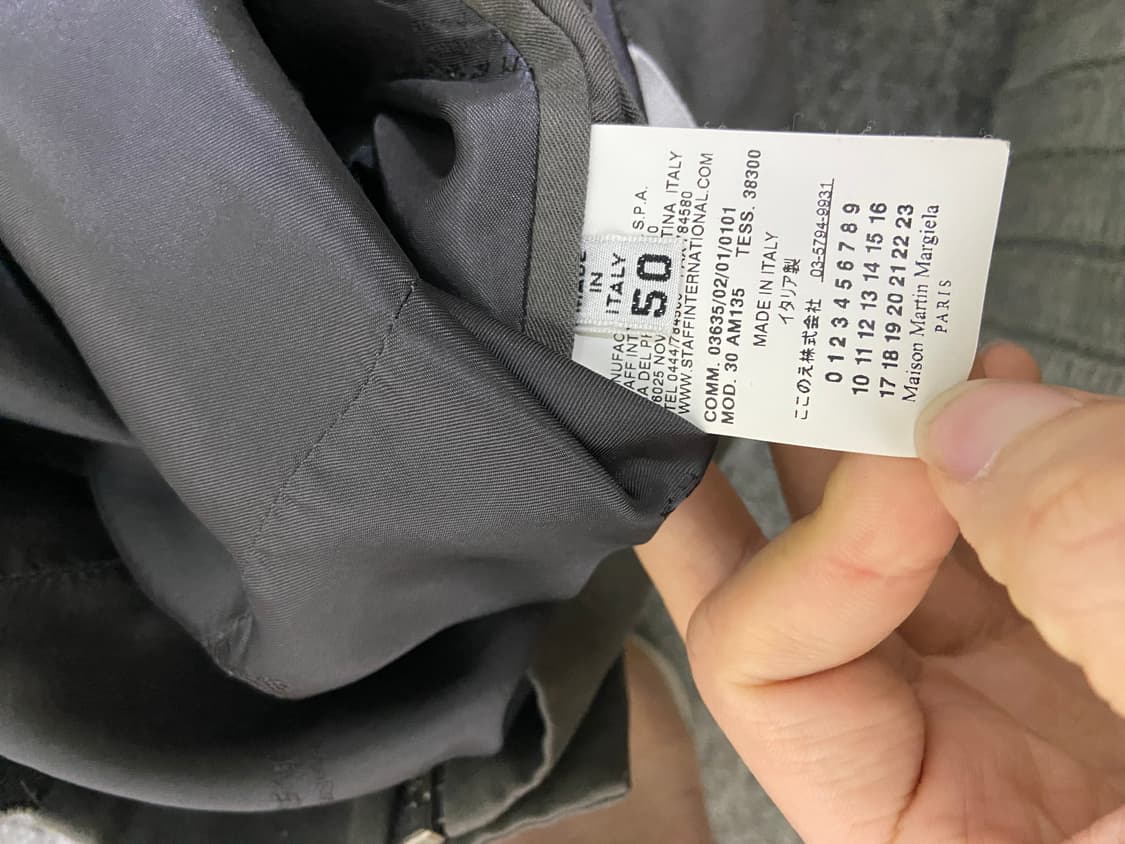 IN
ITALY
50
S.P.A.
TINA ITALY
WWW.STAFFINTERNATIONAL.COM
COMM. 03635/02/01/0101
MOD. 30 AM135 TESS. 38300
MADE IN ITALY
イタリア製
ここのえ株式会社 03-5794-9931
0 1 2 3 4 5 6 7 8 9
10 11 12 13 14 15 16
17 18 19 20 21 22 23
Maison Martin Margiela
PARIS